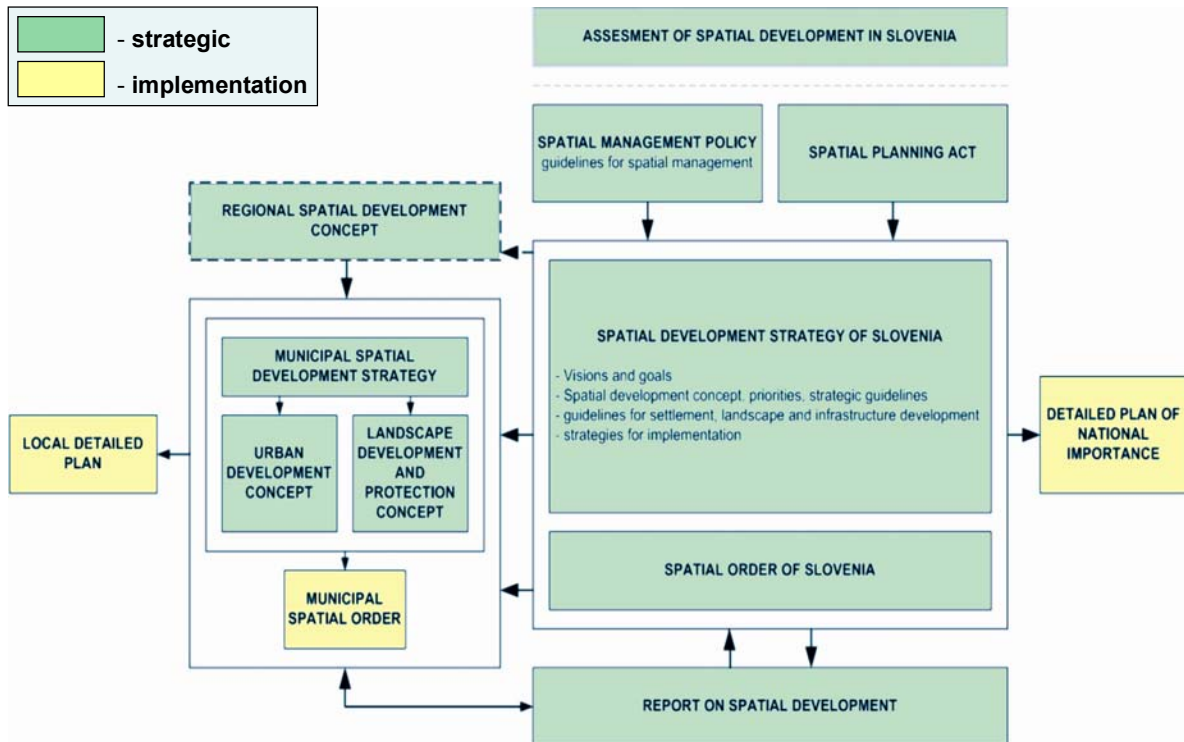 - strategic
- implementation
ASSESMENT OF SPATIAL DEVELOPMENT IN SLOVENIA
SPATIAL MANAGEMENT POLICY
guidelines for spatial management
SPATIAL PLANNING ACT
REGIONAL SPATIAL DEVELOPMENT
CONCEPT
SPATIAL DEVELOPMENT STRATEGY OF SLOVENIA
- Visions and goals
- Spatial development concept, priorities, strategic guidelines
- guidelines for settlement, landscape and infrastructure development
- strategies for implementation
MUNICIPAL SPATIAL
DEVELOPMENT STRATEGY
URBAN
DEVELOPMENT
CONCEPT
LANDSCAPE
DEVELOPMENT
AND
PROTECTION
CONCEPT
LOCAL DETAILED
PLAN
DETAILED PLAN OF
NATIONAL
IMPORTANCE
SPATIAL ORDER OF SLOVENIA
MUNICIPAL
SPATIAL ORDER
REPORT ON SPATIAL DEVELOPMENT